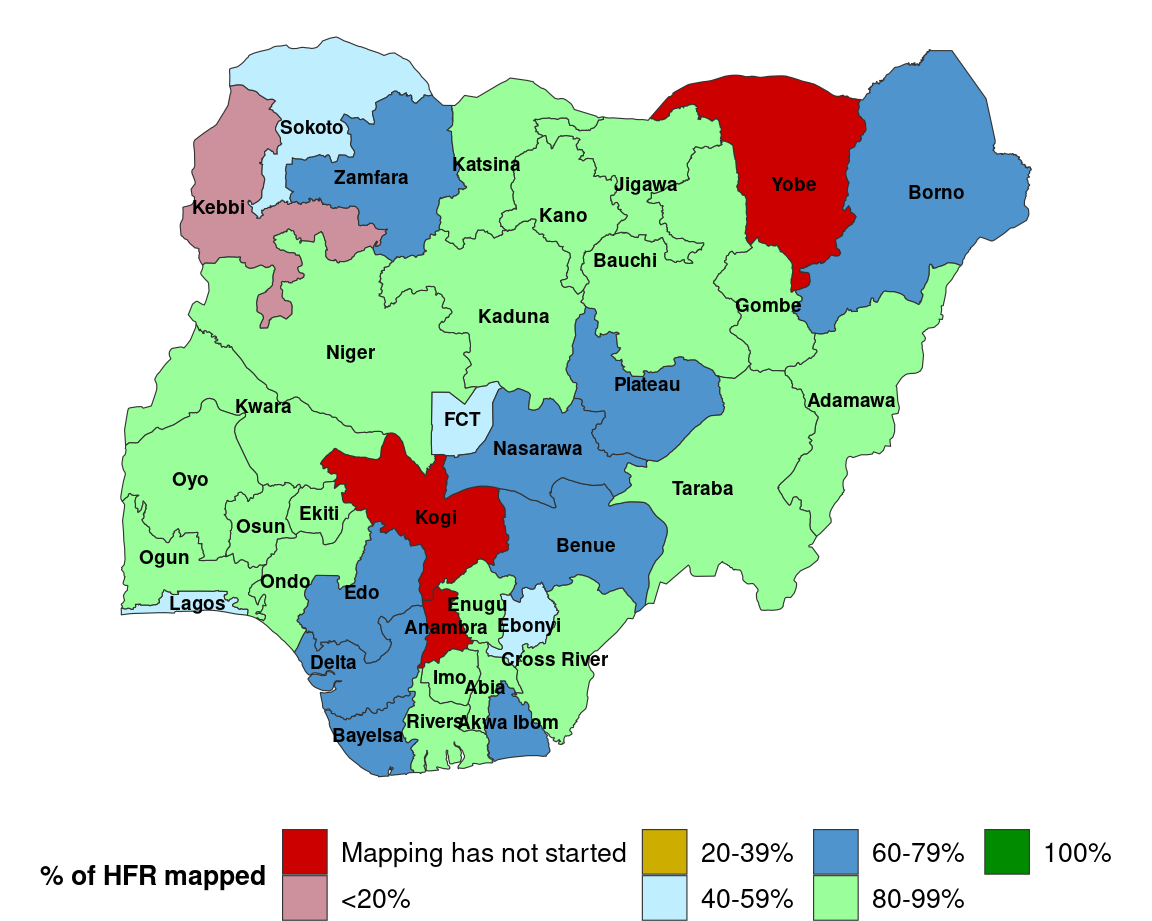 Sokoto
Katsina
Zamfara
Jigawa
Yobe
Borno
Kebbi
Kano
Bauchi
Gombe
Kaduna
Niger
Plateau
Adamawa
Kwara
FCT
Nasarawa
Oyo
Taraba
Ekiti
Kogi
Osun
Benue
Ogun
Ondo
Edo
Lagos
Enugu
Anambra
Ebonyi
Delta
Cross River
Imo
Abia
Rivers
Akwa Ibom
Bayelsa
% of HFR mapped
Mapping has not started
<20%
20-39%
40-59%
60-79%
80-99%
100%